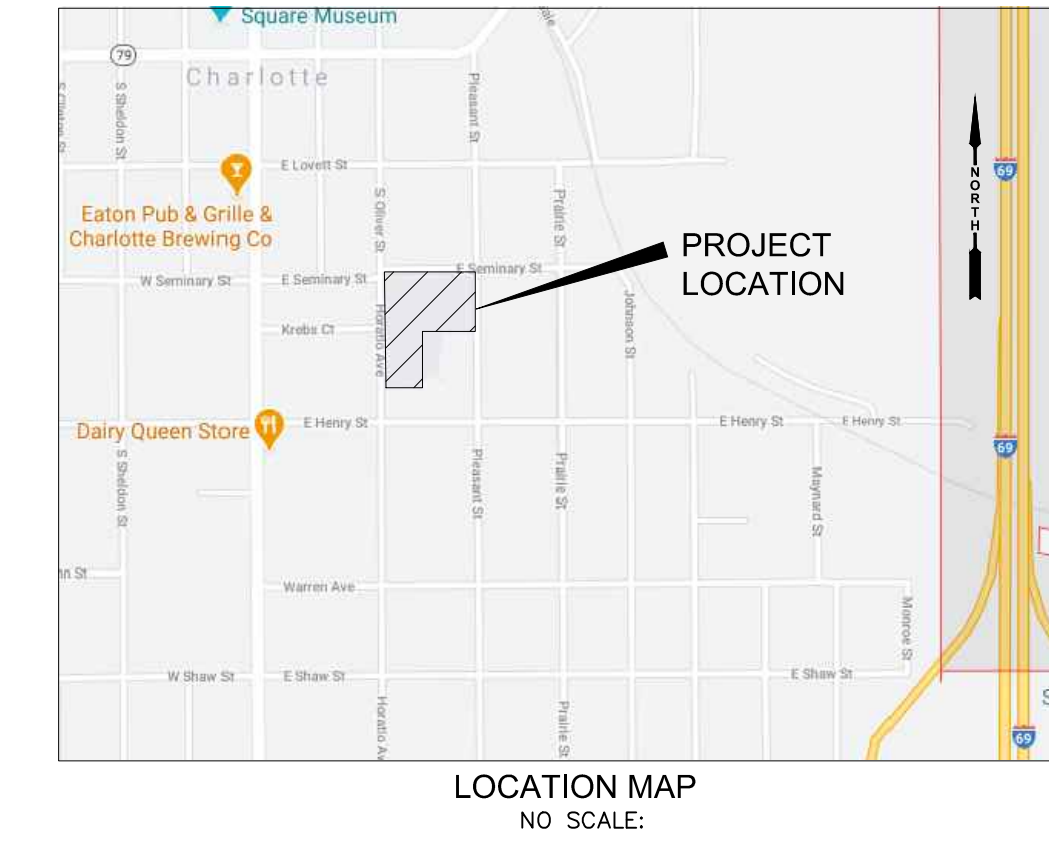 Square Museum
79
Charlotte
S Sheldon St
Pleasant St
69
NORTH
E Lovett St
Eaton Pub & Grille &
Charlotte Brewing Co
S Oliver St
Prairie St
PROJECT
LOCATION
W Seminary St
E Seminary St
E Seminary St
Krebs Ct
Horatio Ave
Johnson St
Dairy Queen Store
E Henry St
E Henry St
E Henry St
69
S Sheldon St
Pleasant St
Prairie St
Maynard St
nn St
Warren Ave
Monroe St
W Shaw St
E Shaw St
E Shaw St
Horatio Av
Prairie St
S
69
LOCATION MAP
NO SCALE: